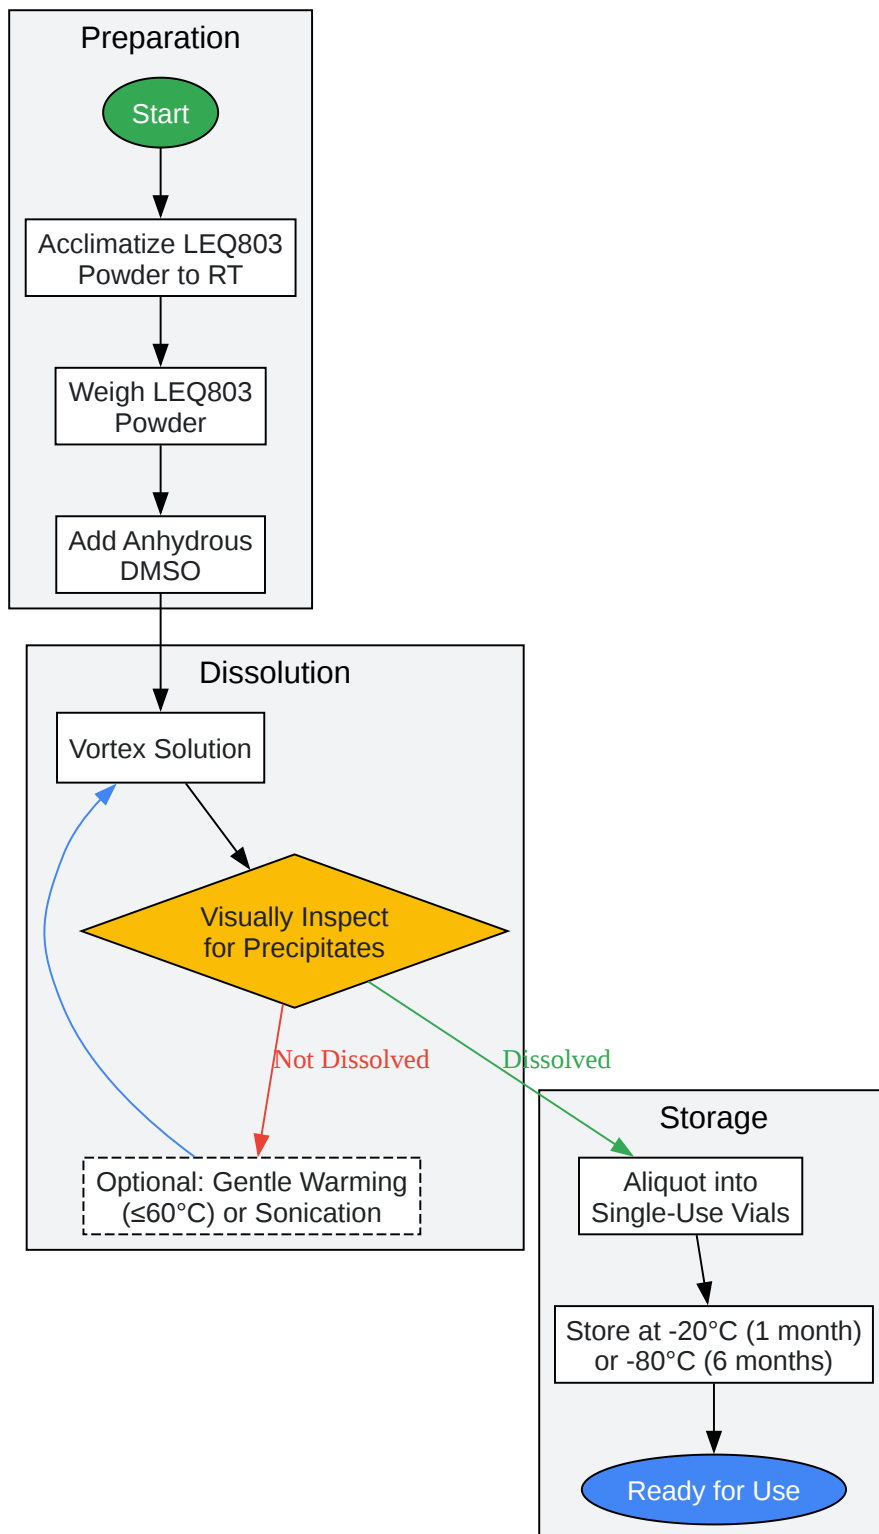 Preparation
Start
Acclimatize LEQ803
Powder to RT
Weigh LEQ803
Powder
Add Anhydrous
DMSO
Dissolution
Vortex Solution
Visually Inspect
for Precipitates
Not Dissolved
Dissolved
Optional: Gentle Warming
(≤60°C) or Sonication
Storage
Aliquot into
Single-Use Vials
Store at -20°C (1 month)
or -80°C (6 months)
Ready for Use